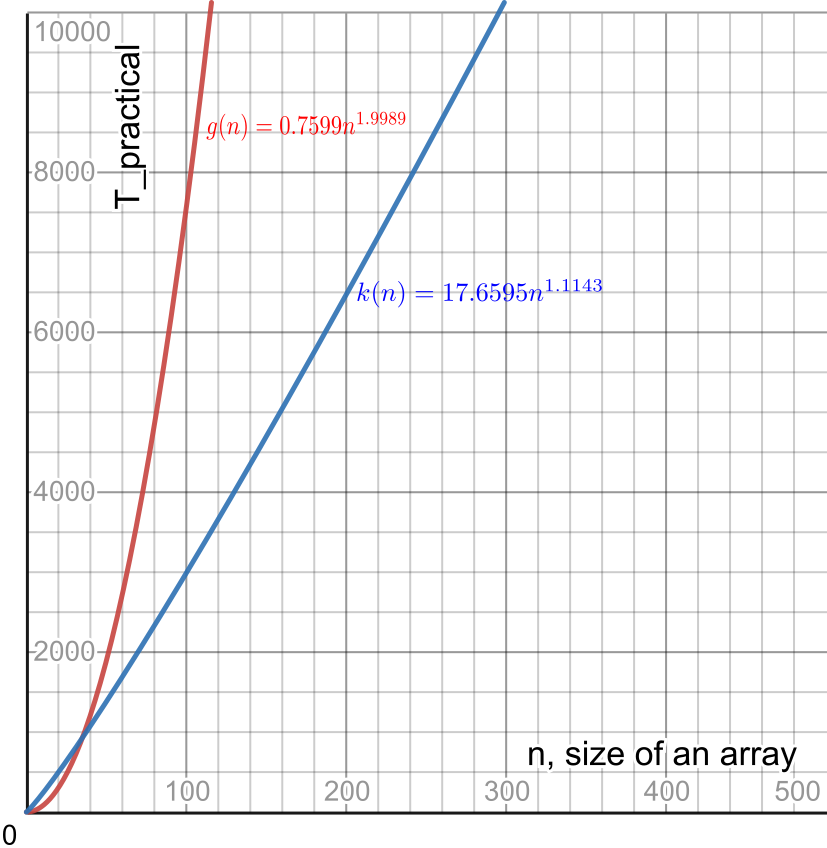 10000
T_practical
g(n) = 0.7599n^1.9989
8000
k(n) = 17.6595n^1.1143
6000
4000
2000
n, size of an array
100 200 300 400 500
0